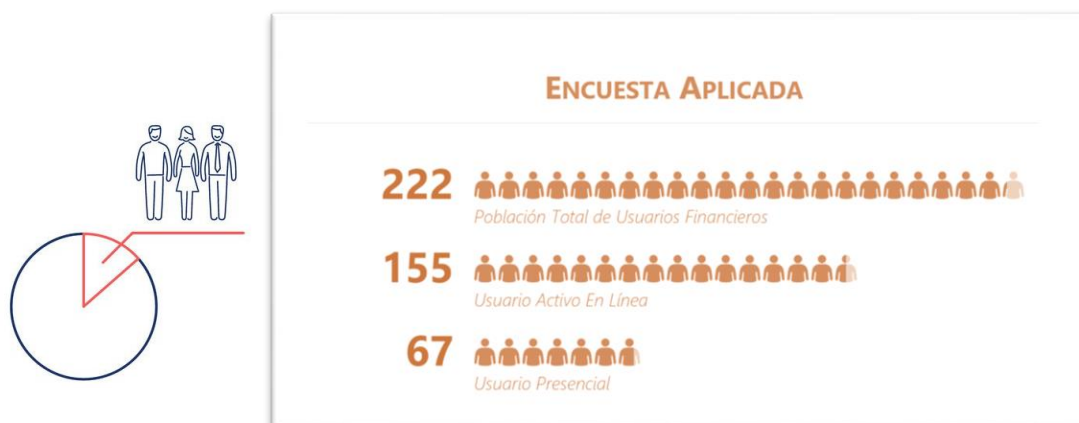 ENCUESTA APLICADA
222
Población Total de Usuarios Financieros
155
Usuario Activo En Línea
67
Usuario Presencial